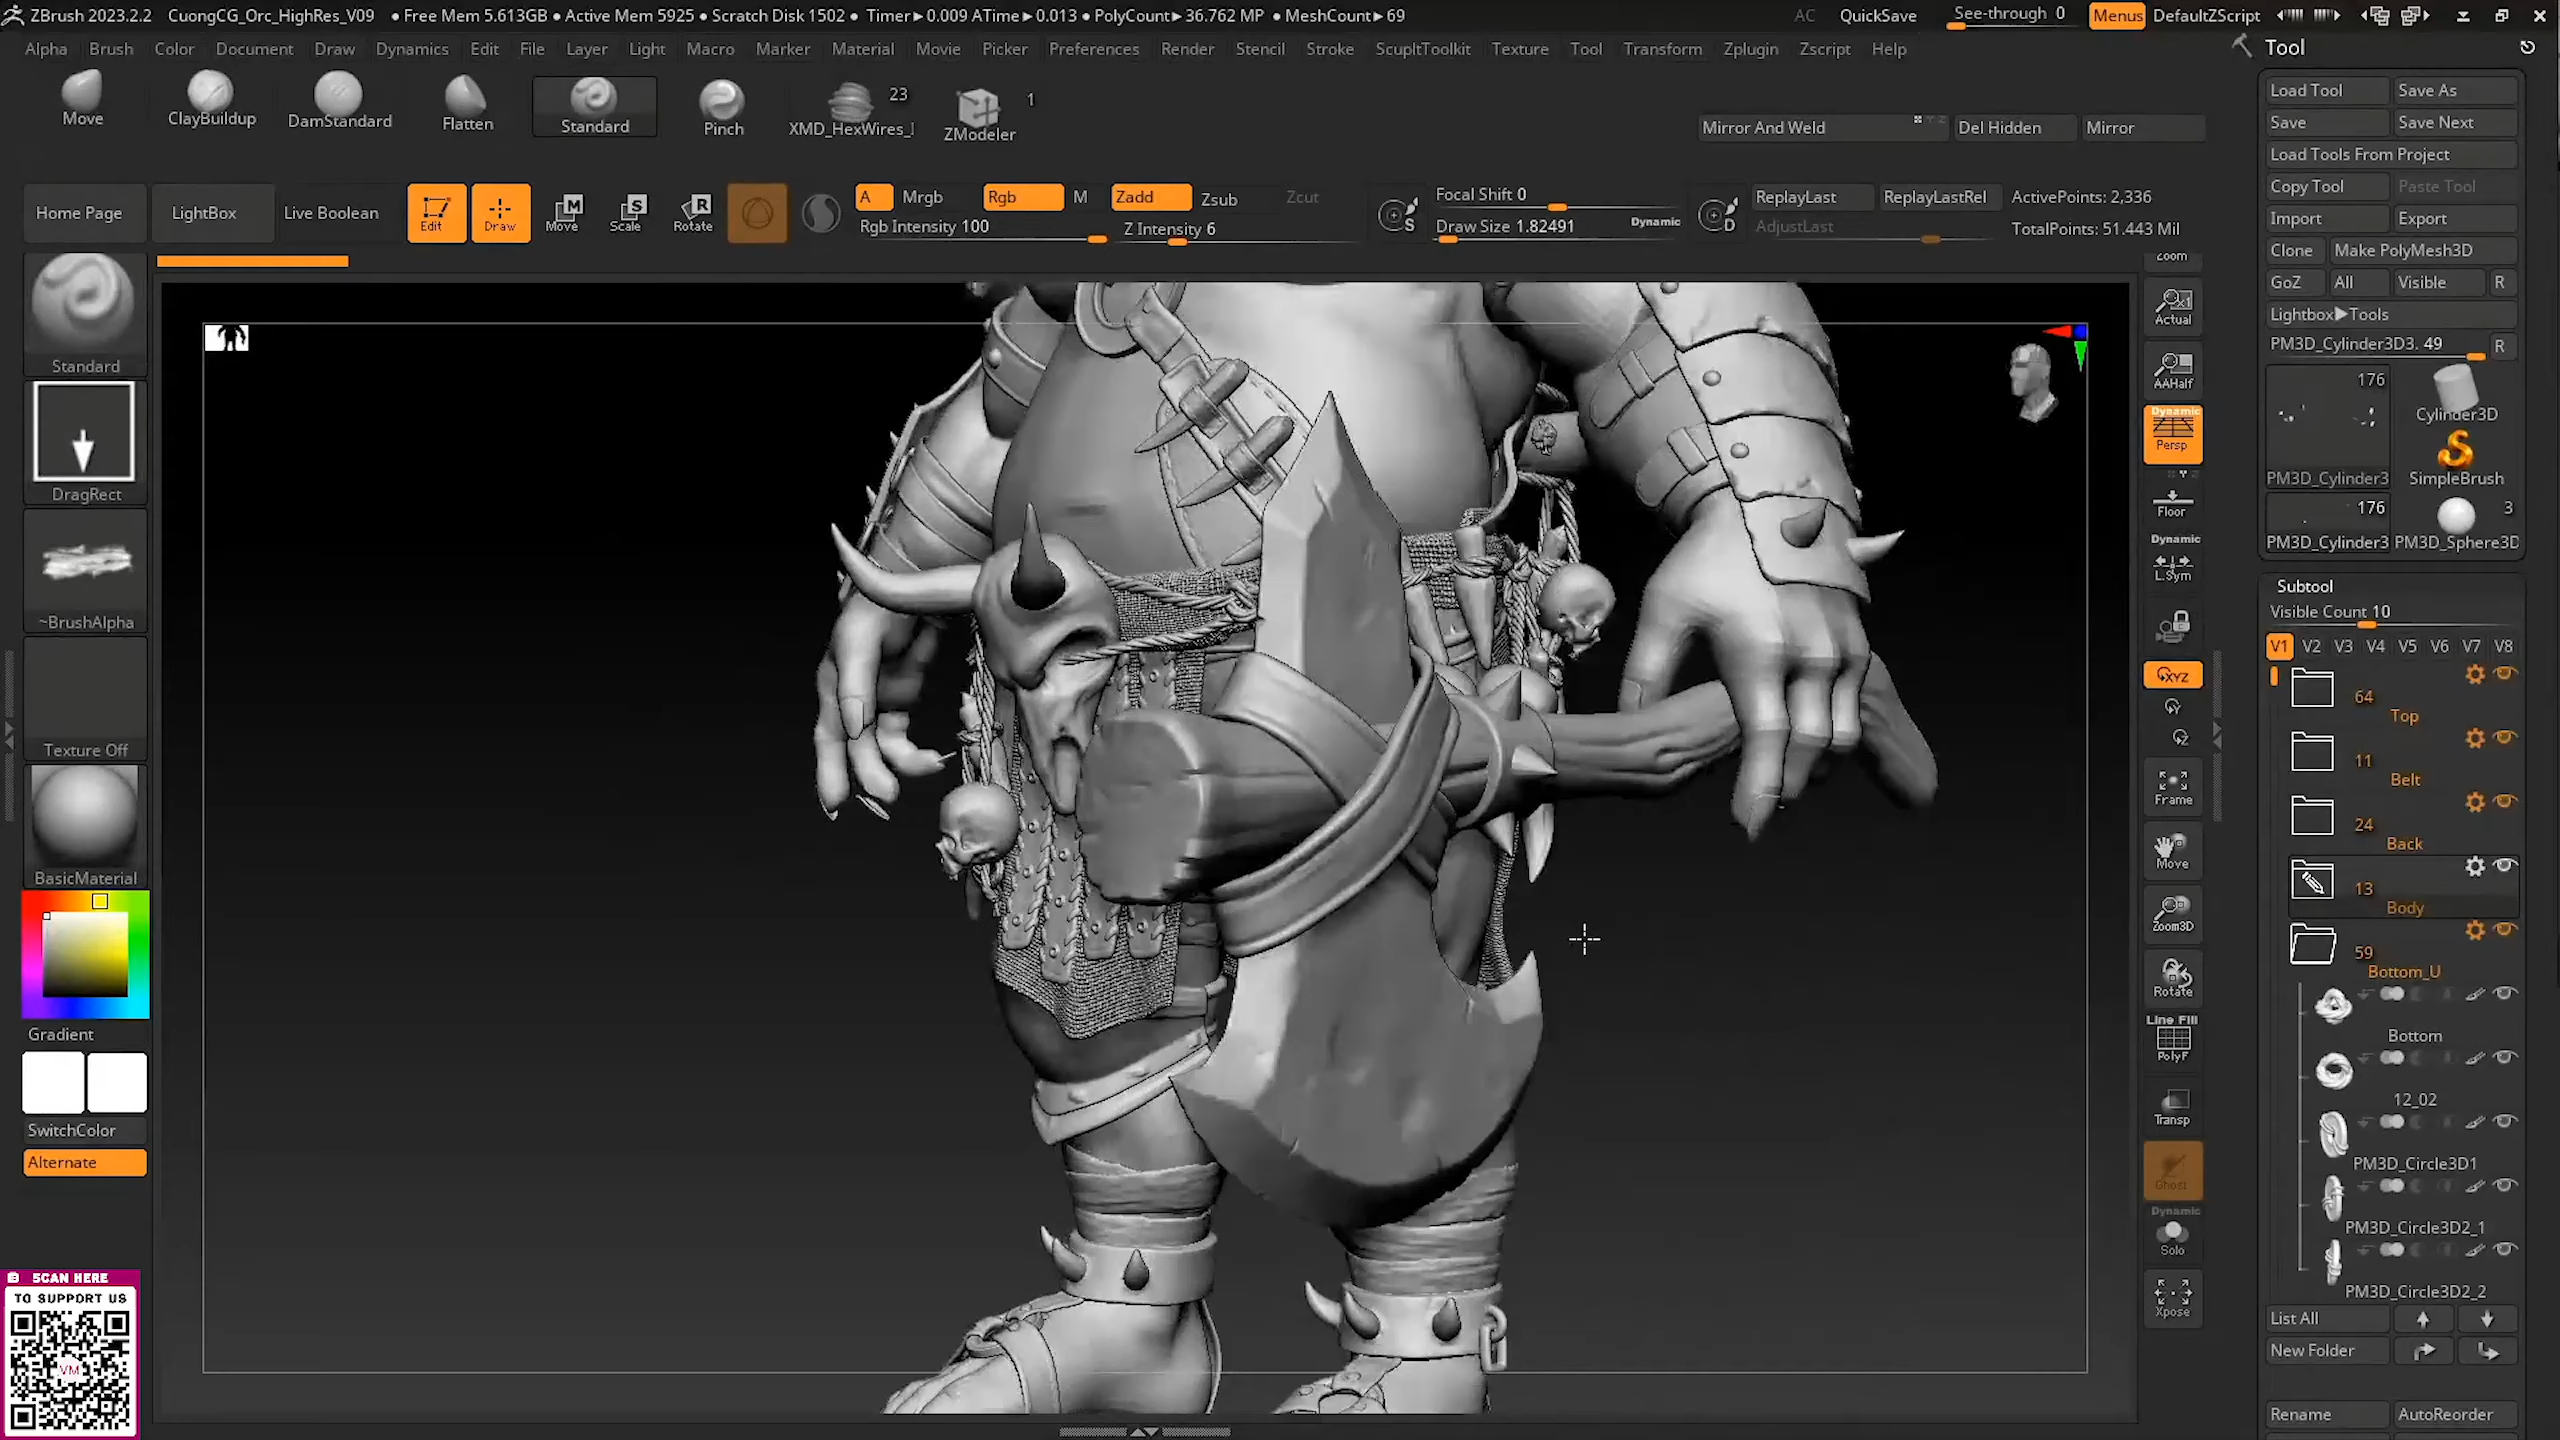 ZBrush 2023.2.2 CuongCG_Orc_HighRes_V09 • Free Mem 5.613GB • Active Mem 5925 • Scratch Disk 1502 • Timer▶0.009 ATime▶0.013 • PolyCount▶36.762 MP • MeshCount▶69 AC QuickSave See-through 0 Menus DefaultZScript
Alpha Brush Color Document Draw Dynamics Edit File Layer Light Macro Marker Material Movie Picker Preferences Render Stencil Stroke ScupltToolkit Texture Tool Transform Zplugin Zscript Help
Move ClayBuildup DamStandard Flatten Standard Pinch XMD_HexWires_ 23 ZModeler 1
Mirror And Weld Del Hidden Mirror
Home Page LightBox Live Boolean Edit Draw Move Scale Rotate
A Mrgb Rgb M Zadd Zsub Zcut
Rgb Intensity 100 Z Intensity 6
Focal Shift 0
Draw Size 1.82491 Dynamic
ReplayLast ReplayLastRel ActivePoints: 2,336
AdjustLast TotalPoints: 51.443 Mil
Standard
DragRect
~BrushAlpha
Texture Off
BasicMaterial
Gradient
SwitchColor
Alternate
SCAN HERE
TO SUPPORT US
VM
Zoom
Actual
AAHalf
Dynamic
Persp
Floor
Dynamic
L.Sym
XYZ
Frame
Move
Zoom3D
Rotate
Line Fill
PolyF
Transp
Ghost
Dynamic
Solo
Xpose
Tool
Load Tool Save As
Save Save Next
Load Tools From Project
Copy Tool Paste Tool
Import Export
Clone Make PolyMesh3D
GoZ All Visible R
Lightbox▶Tools
PM3D_Cylinder3D3. 49 R
176
Cylinder3D
PM3D_Cylinder3 SimpleBrush
176 3
PM3D_Cylinder3 PM3D_Sphere3D
Subtool
Visible Count 10
V1 V2 V3 V4 V5 V6 V7 V8
64
Top
11
Belt
24
Back
13
Body
59
Bottom_U
Bottom
12_02
PM3D_Circle3D1
PM3D_Circle3D2_1
PM3D_Circle3D2_2
List All
New Folder
Rename AutoReorder